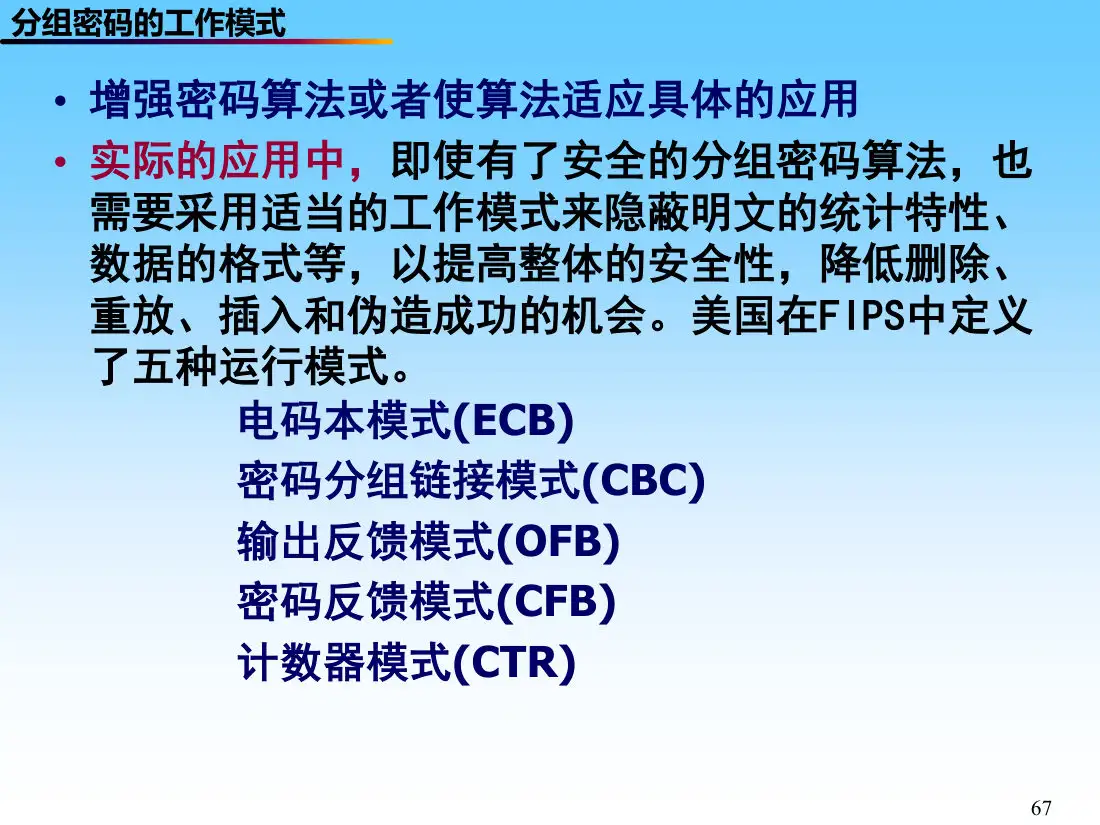 分组密码的工作模式
• 增强密码算法或者使算法适应具体的应用
• 实际的应用中，即使有了安全的分组密码算法，也
需要采用适当的工作模式来隐蔽明文的统计特性、
数据的格式等，以提高整体的安全性，降低删除、
重放、插入和伪造成功的机会。美国在FIPS中定义
了五种运行模式。
电码本模式(ECB)
密码分组链接模式(CBC)
输出反馈模式(OFB)
密码反馈模式(CFB)
计数器模式(CTR)
67